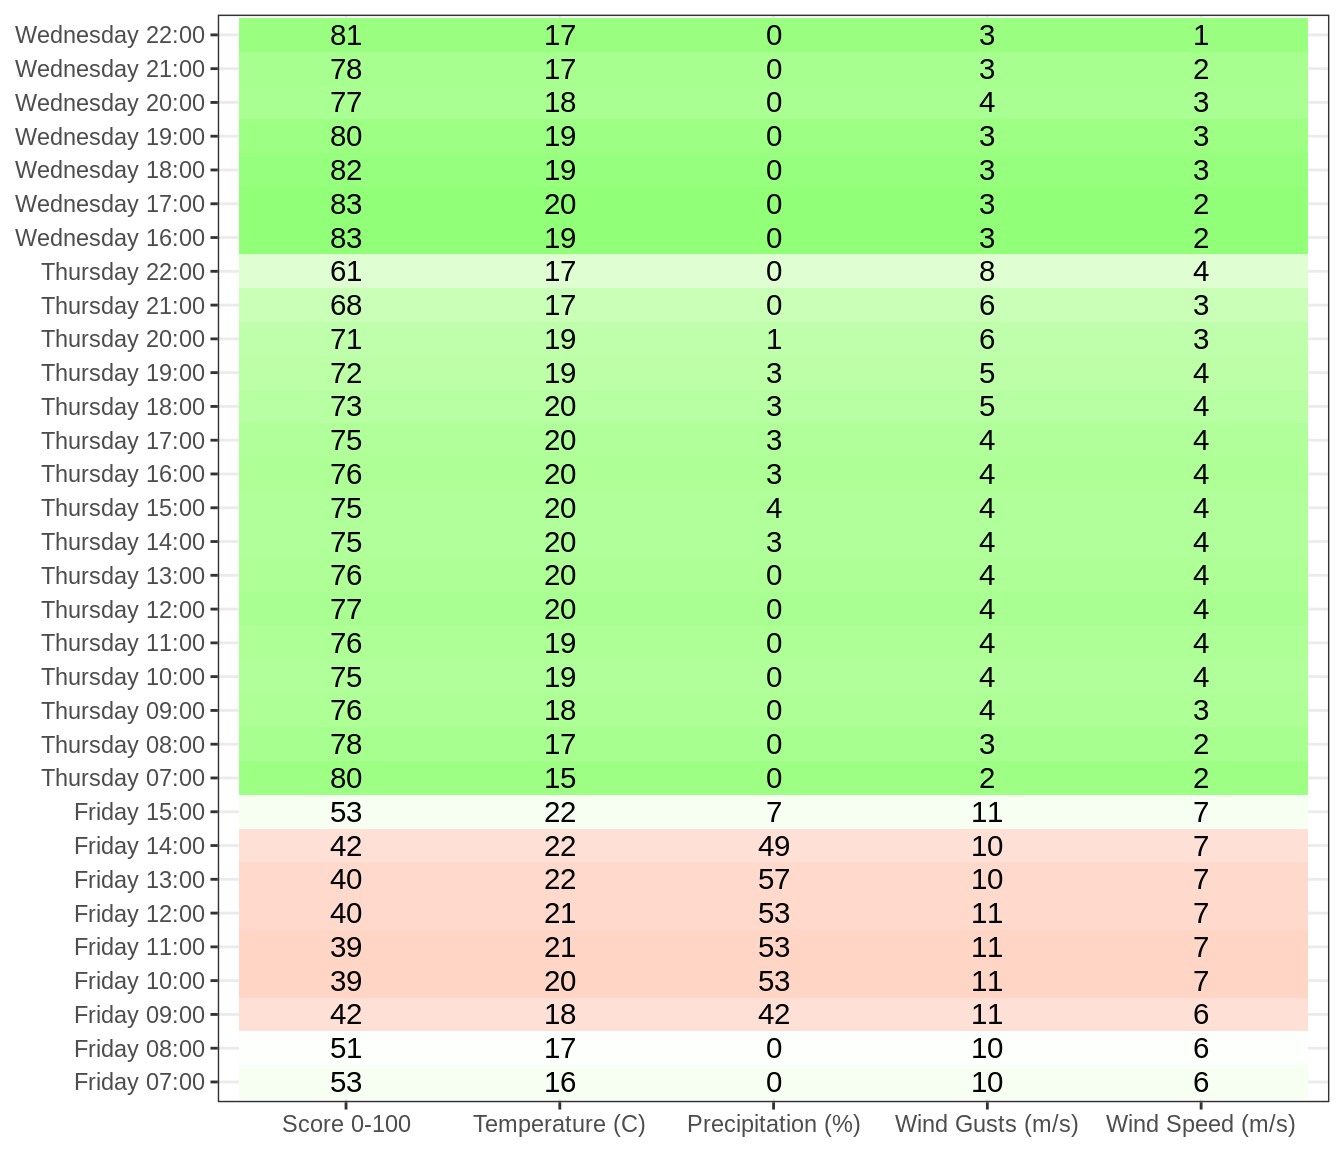 Wednesday 22:00 81 17 0 3 1
Wednesday 21:00 78 17 0 3 2
Wednesday 20:00 77 18 0 4 3
Wednesday 19:00 80 19 0 3 3
Wednesday 18:00 82 19 0 3 3
Wednesday 17:00 83 20 0 3 2
Wednesday 16:00 83 19 0 3 2
Thursday 22:00 61 17 0 8 4
Thursday 21:00 68 17 0 6 3
Thursday 20:00 71 19 1 6 3
Thursday 19:00 72 19 3 5 4
Thursday 18:00 73 20 3 5 4
Thursday 17:00 75 20 3 4 4
Thursday 16:00 76 20 3 4 4
Thursday 15:00 75 20 4 4 4
Thursday 14:00 75 20 3 4 4
Thursday 13:00 76 20 0 4 4
Thursday 12:00 77 20 0 4 4
Thursday 11:00 76 19 0 4 4
Thursday 10:00 75 19 0 4 4
Thursday 09:00 76 18 0 4 3
Thursday 08:00 78 17 0 3 2
Thursday 07:00 80 15 0 2 2
Friday 15:00 53 22 7 11 7
Friday 14:00 42 22 49 10 7
Friday 13:00 40 22 57 10 7
Friday 12:00 40 21 53 11 7
Friday 11:00 39 21 53 11 7
Friday 10:00 39 20 53 11 7
Friday 09:00 42 18 42 11 6
Friday 08:00 51 17 0 10 6
Friday 07:00 53 16 0 10 6
Score 0-100 Temperature (C) Precipitation (%) Wind Gusts (m/s) Wind Speed (m/s)